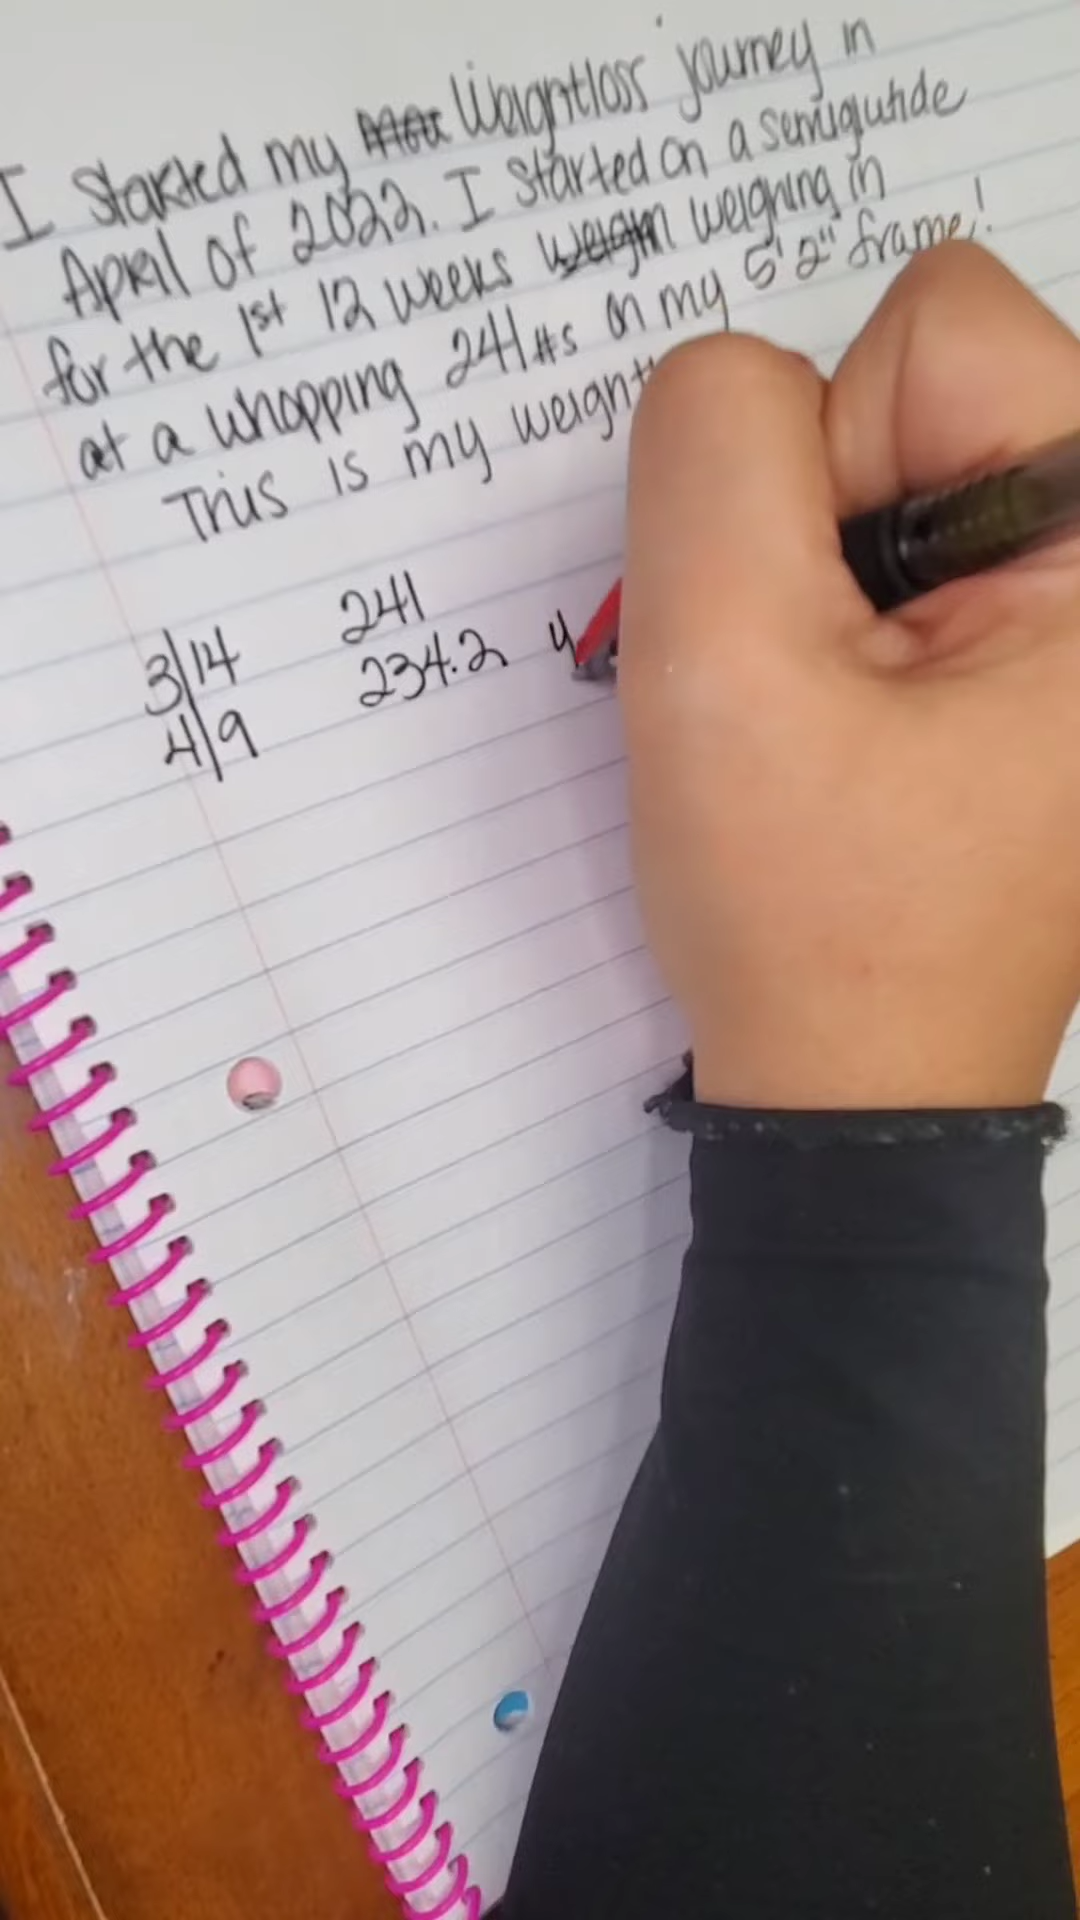 I started my Weightloss journey in
April of 2022. I started on a semiglutide
for the 1st 12 weeks weighing in
at a whopping 241#s on my 5'2" frame!
This is my
3/14 241
4/9 234.2